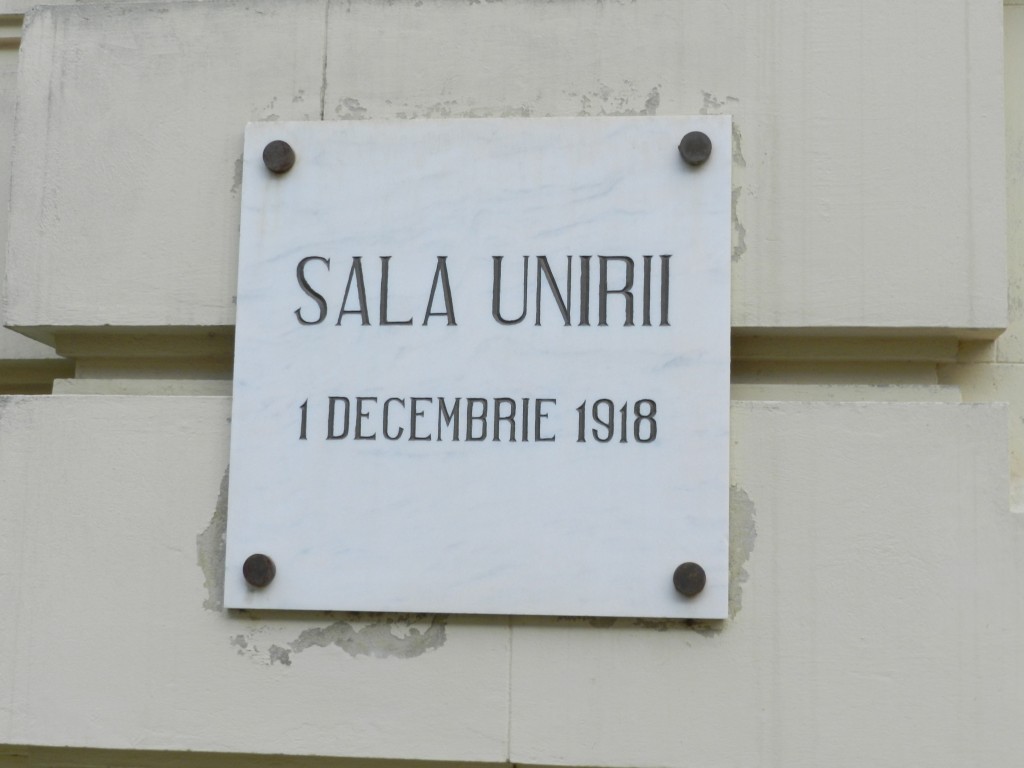 SALA UNIRII
1 DECEMBRIE 1918